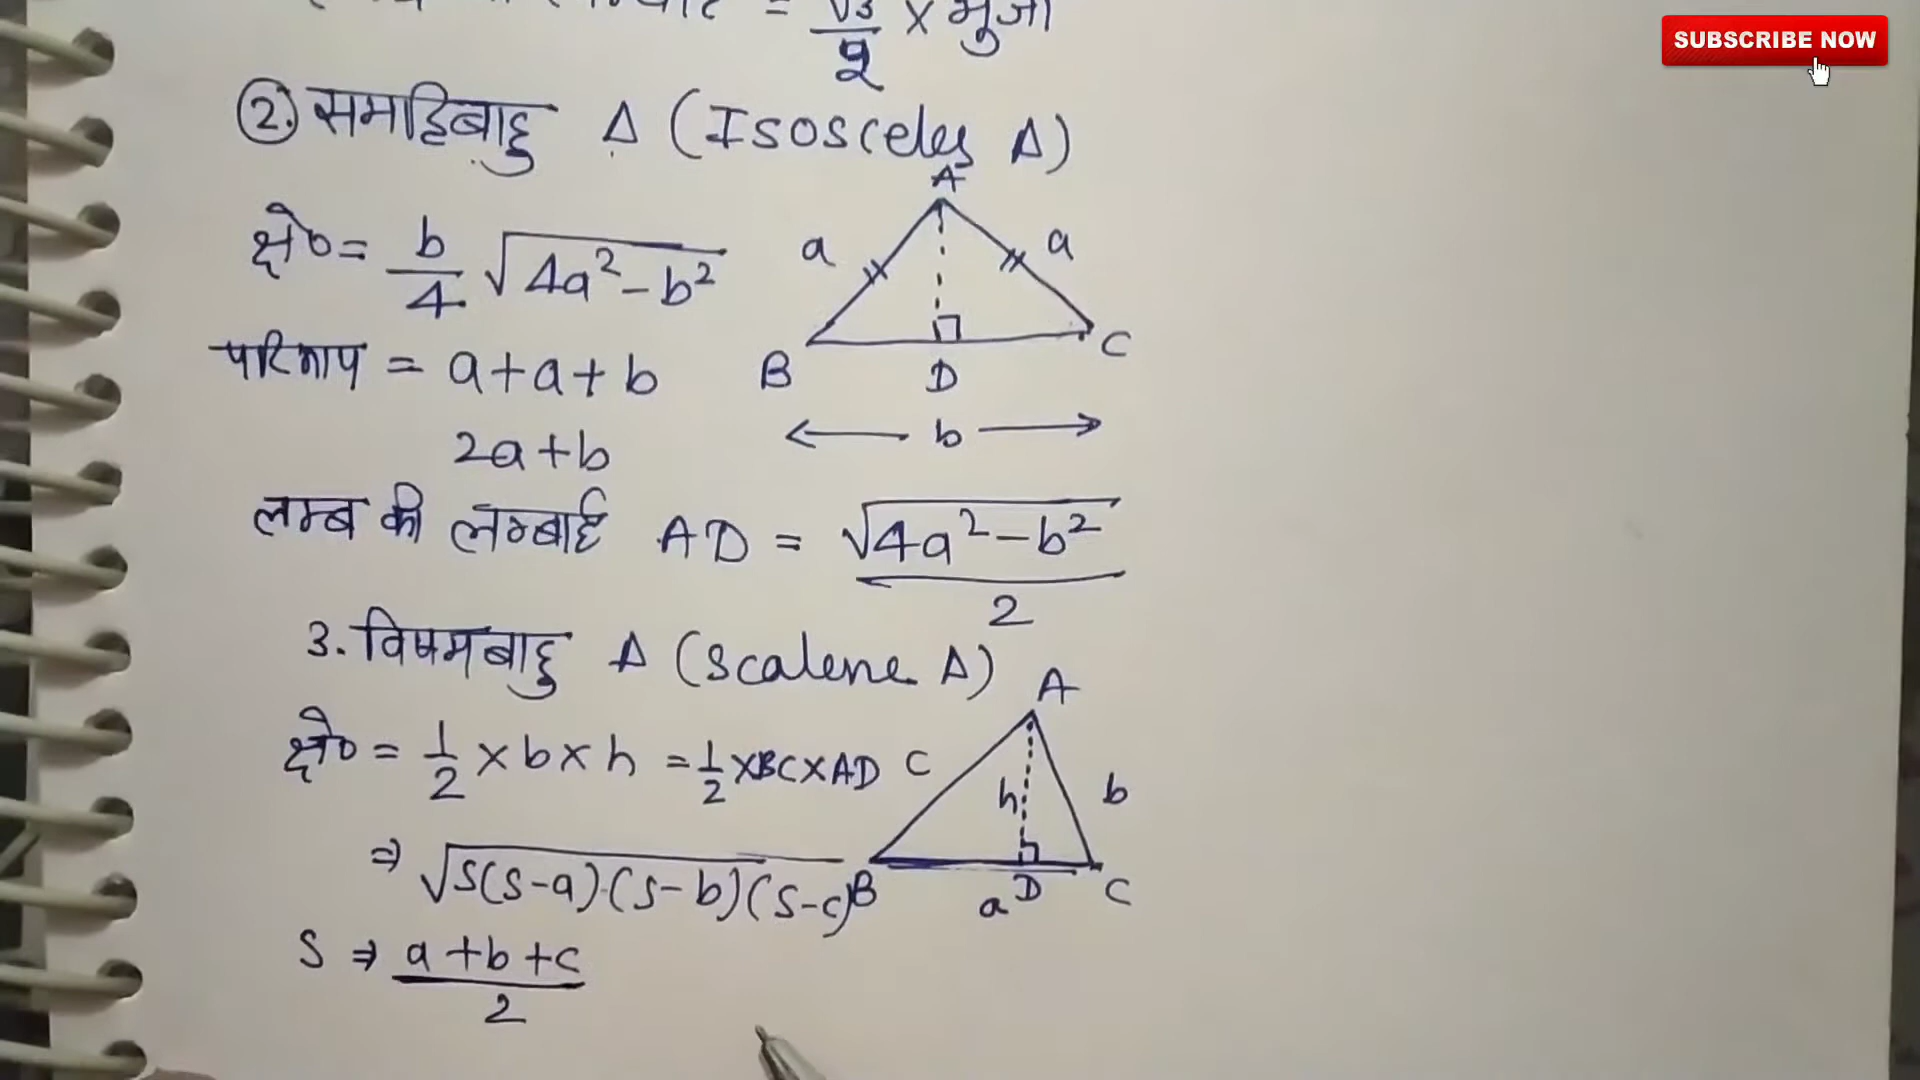 = √3/2 × भुजा
SUBSCRIBE NOW
2. समद्विबाहु Δ (Isosceles Δ)
A
a a
क्षे० = b/4 √4a²-b²
B D C
परिमाप = a+a+b
b
2a+b
लम्ब की लम्बाई AD = √4a²-b²/2
3. विषमबाहु Δ (Scalene Δ)
A
क्षे० = 1/2 × b × h = 1/2 ×BC×AD
c h b
⇒ √S(S-a)(S-b)(S-c)
B a D C
S ⇒ a+b+c/2